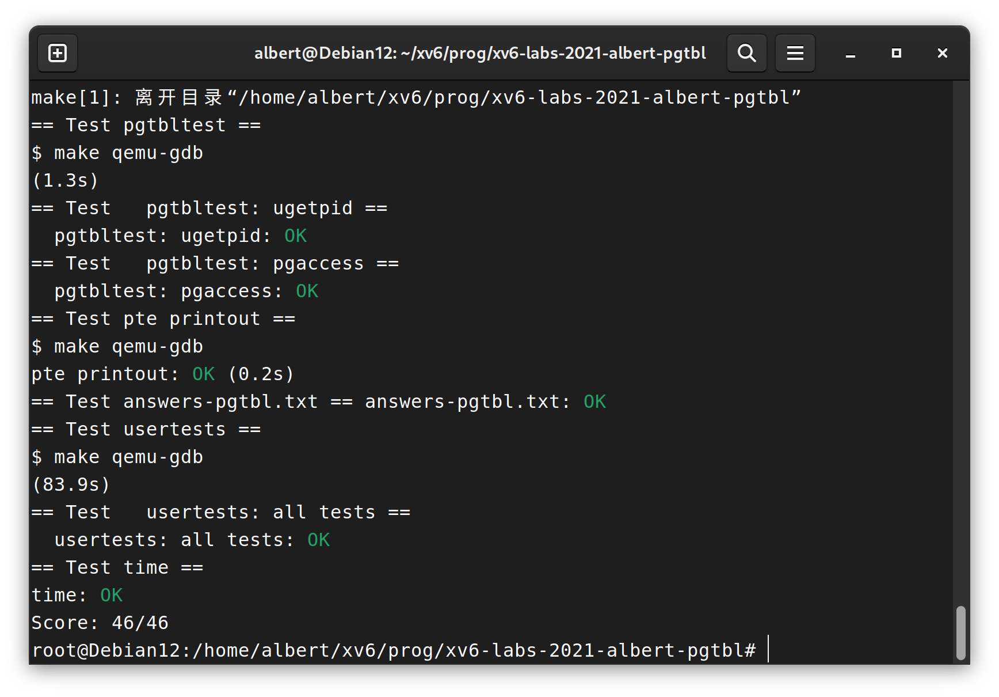 albert@Debian12: ~/xv6/prog/xv6-labs-2021-albert-pgtbl
make[1]: 离开目录“/home/albert/xv6/prog/xv6-labs-2021-albert-pgtbl”
== Test pgtbltest ==
$ make qemu-gdb
(1.3s)
== Test   pgtbltest: ugetpid ==
  pgtbltest: ugetpid: OK
== Test   pgtbltest: pgaccess ==
  pgtbltest: pgaccess: OK
== Test pte printout ==
$ make qemu-gdb
pte printout: OK (0.2s)
== Test answers-pgtbl.txt == answers-pgtbl.txt: OK
== Test usertests ==
$ make qemu-gdb
(83.9s)
== Test   usertests: all tests ==
  usertests: all tests: OK
== Test time ==
time: OK
Score: 46/46
root@Debian12:/home/albert/xv6/prog/xv6-labs-2021-albert-pgtbl#